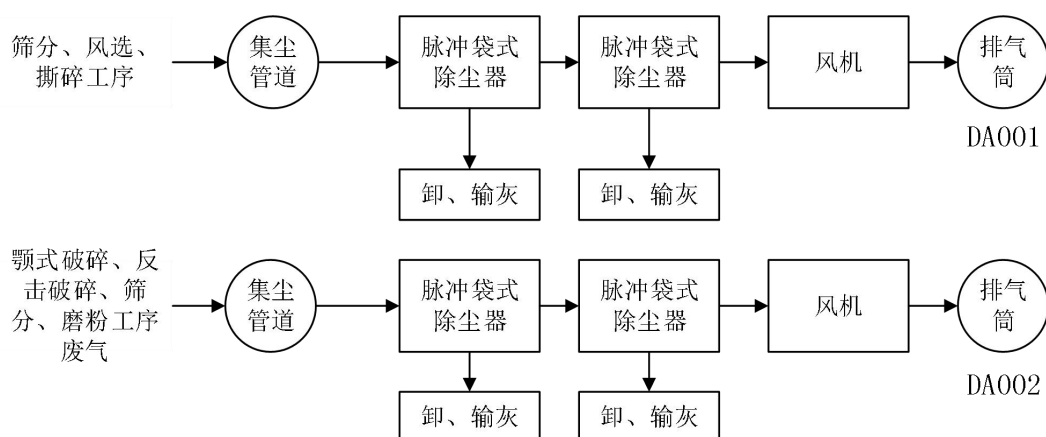 筛分、风选、
撕碎工序
集尘
管道
脉冲袋式
除尘器
脉冲袋式
除尘器
风机
排气
筒
DA001
卸、输灰
卸、输灰
颚式破碎、反
击破碎、筛
分、磨粉工序
废气
集尘
管道
脉冲袋式
除尘器
脉冲袋式
除尘器
风机
排气
筒
DA002
卸、输灰
卸、输灰